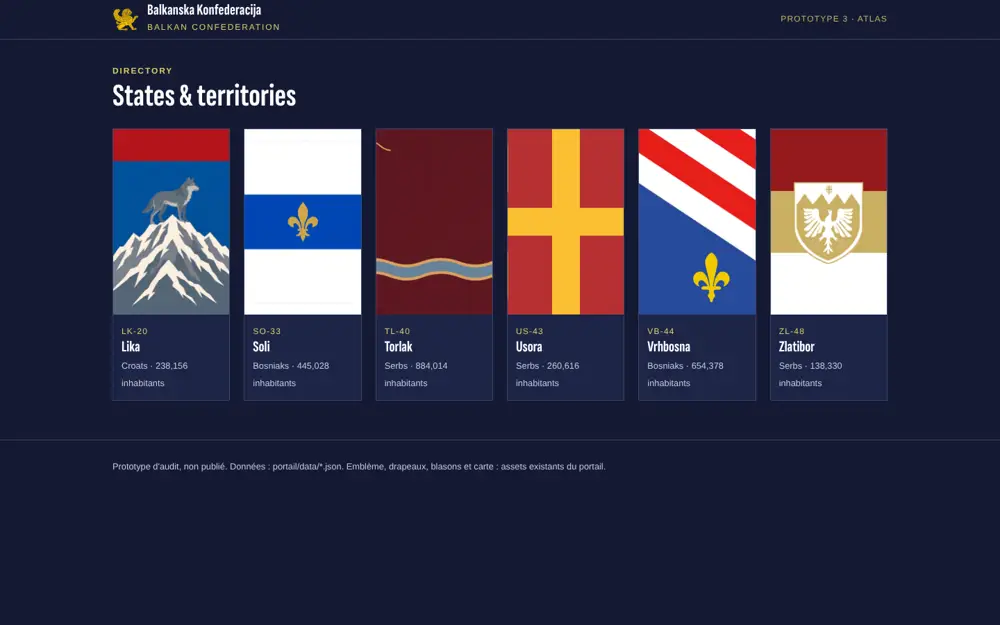 Balkanska Konfederacija
BALKAN CONFEDERATION
PROTOTYPE 3 · ATLAS
DIRECTORY
States & territories
LK-20
Lika
Croats · 238,156
inhabitants
SO-33
Soli
Bosniaks · 445,028
inhabitants
TL-40
Torlak
Serbs · 884,014
inhabitants
US-43
Usora
Serbs · 260,616
inhabitants
VB-44
Vrhbosna
Bosniaks · 654,378
inhabitants
ZL-48
Zlatibor
Serbs · 138,330
inhabitants
Prototype d'audit, non publié. Données : portail/data/*.json. Emblème, drapeaux, blasons et carte : assets existants du portail.